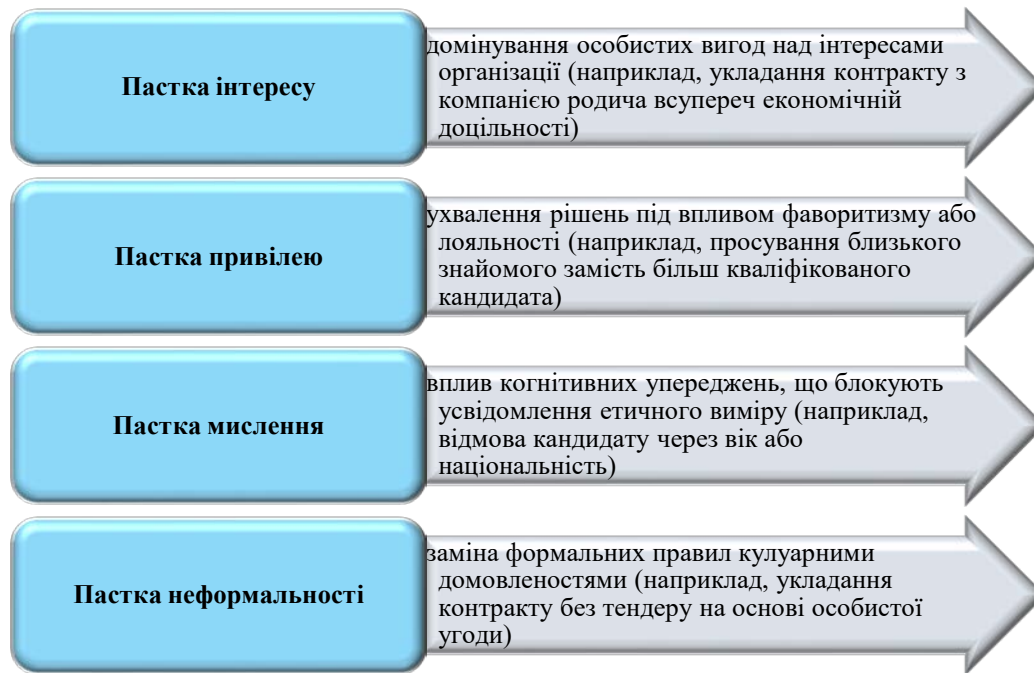 Пастка інтересу
домінування особистих вигод над інтересами
організації (наприклад, укладання контракту з
компанією родича всупереч економічній
доцільності)
Пастка привілею
ухвалення рішень під впливом фаворитизму або
лояльності (наприклад, просування близького
знайомого замість більш кваліфікованого
кандидата)
Пастка мислення
вплив когнітивних упереджень, що блокують
усвідомлення етичного виміру (наприклад,
відмова кандидату через вік або
національність)
Пастка неформальності
заміна формальних правил кулуарними
домовленостями (наприклад, укладання
контракту без тендеру на основі особистої
угоди)